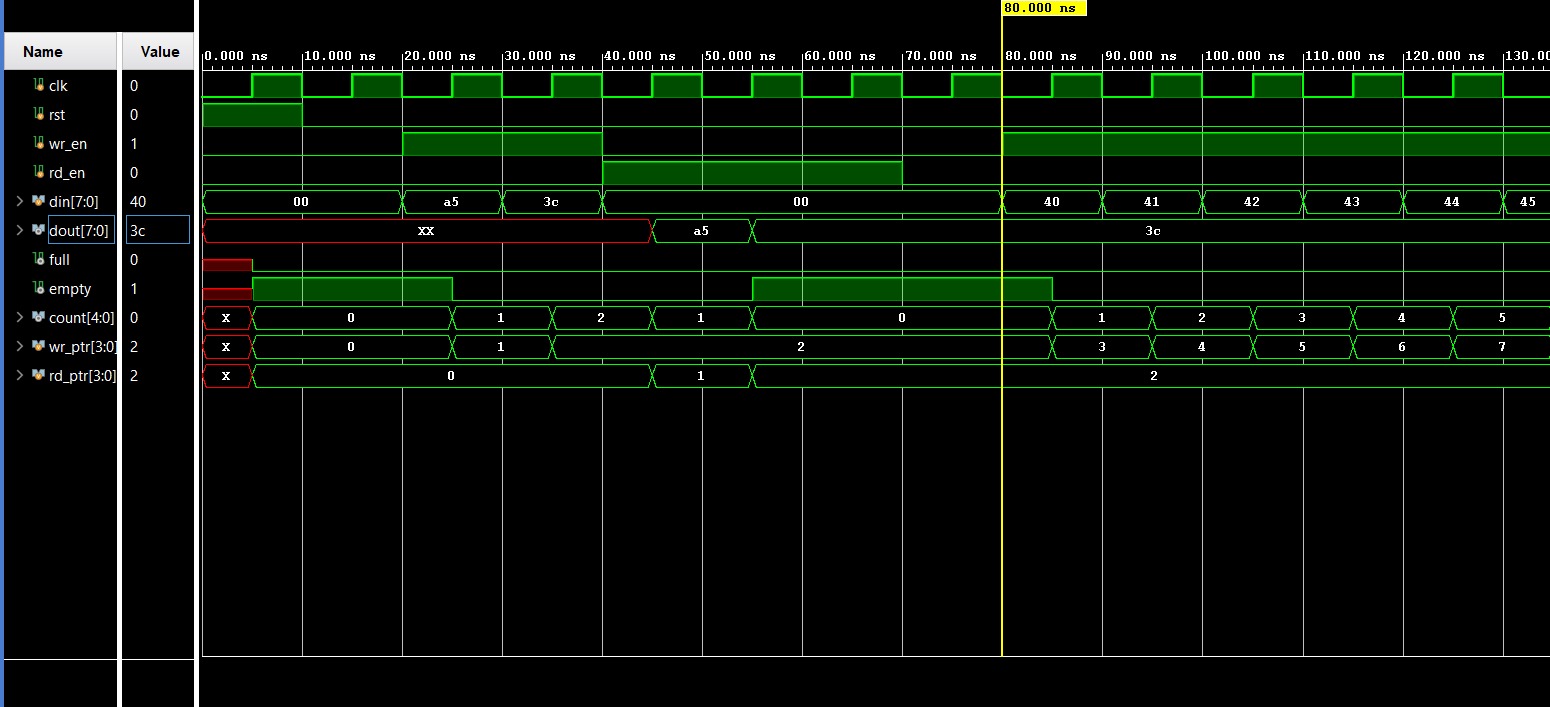 80.000 ns
Name Value
0.000 ns 10.000 ns 20.000 ns 30.000 ns 40.000 ns 50.000 ns 60.000 ns 70.000 ns 80.000 ns 90.000 ns 100.000 ns 110.000 ns 120.000 ns 130.00
clk 0
rst 0
wr_en 1
rd_en 0
din[7:0] 40 00 a5 3c 00 40 41 42 43 44 45
dout[7:0] 3c XX a5 3c
full 0
empty 1
count[4:0] 0 X 0 1 2 1 0 1 2 3 4 5
wr_ptr[3:0] 2 X 0 1 2 3 4 5 6 7
rd_ptr[3:0] 2 X 0 1 2